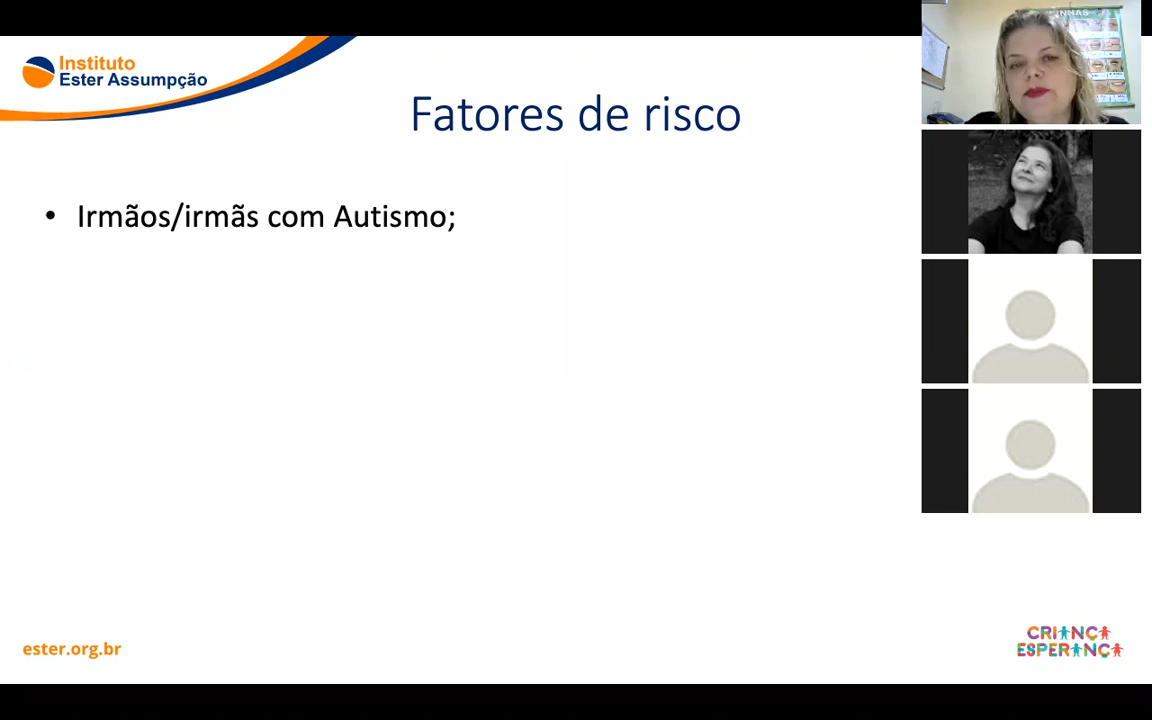 Instituto
Ester Assumpção
Fatores de risco
• Irmãos/irmãs com Autismo;
ester.org.br
CRIANÇA
ESPERANÇA